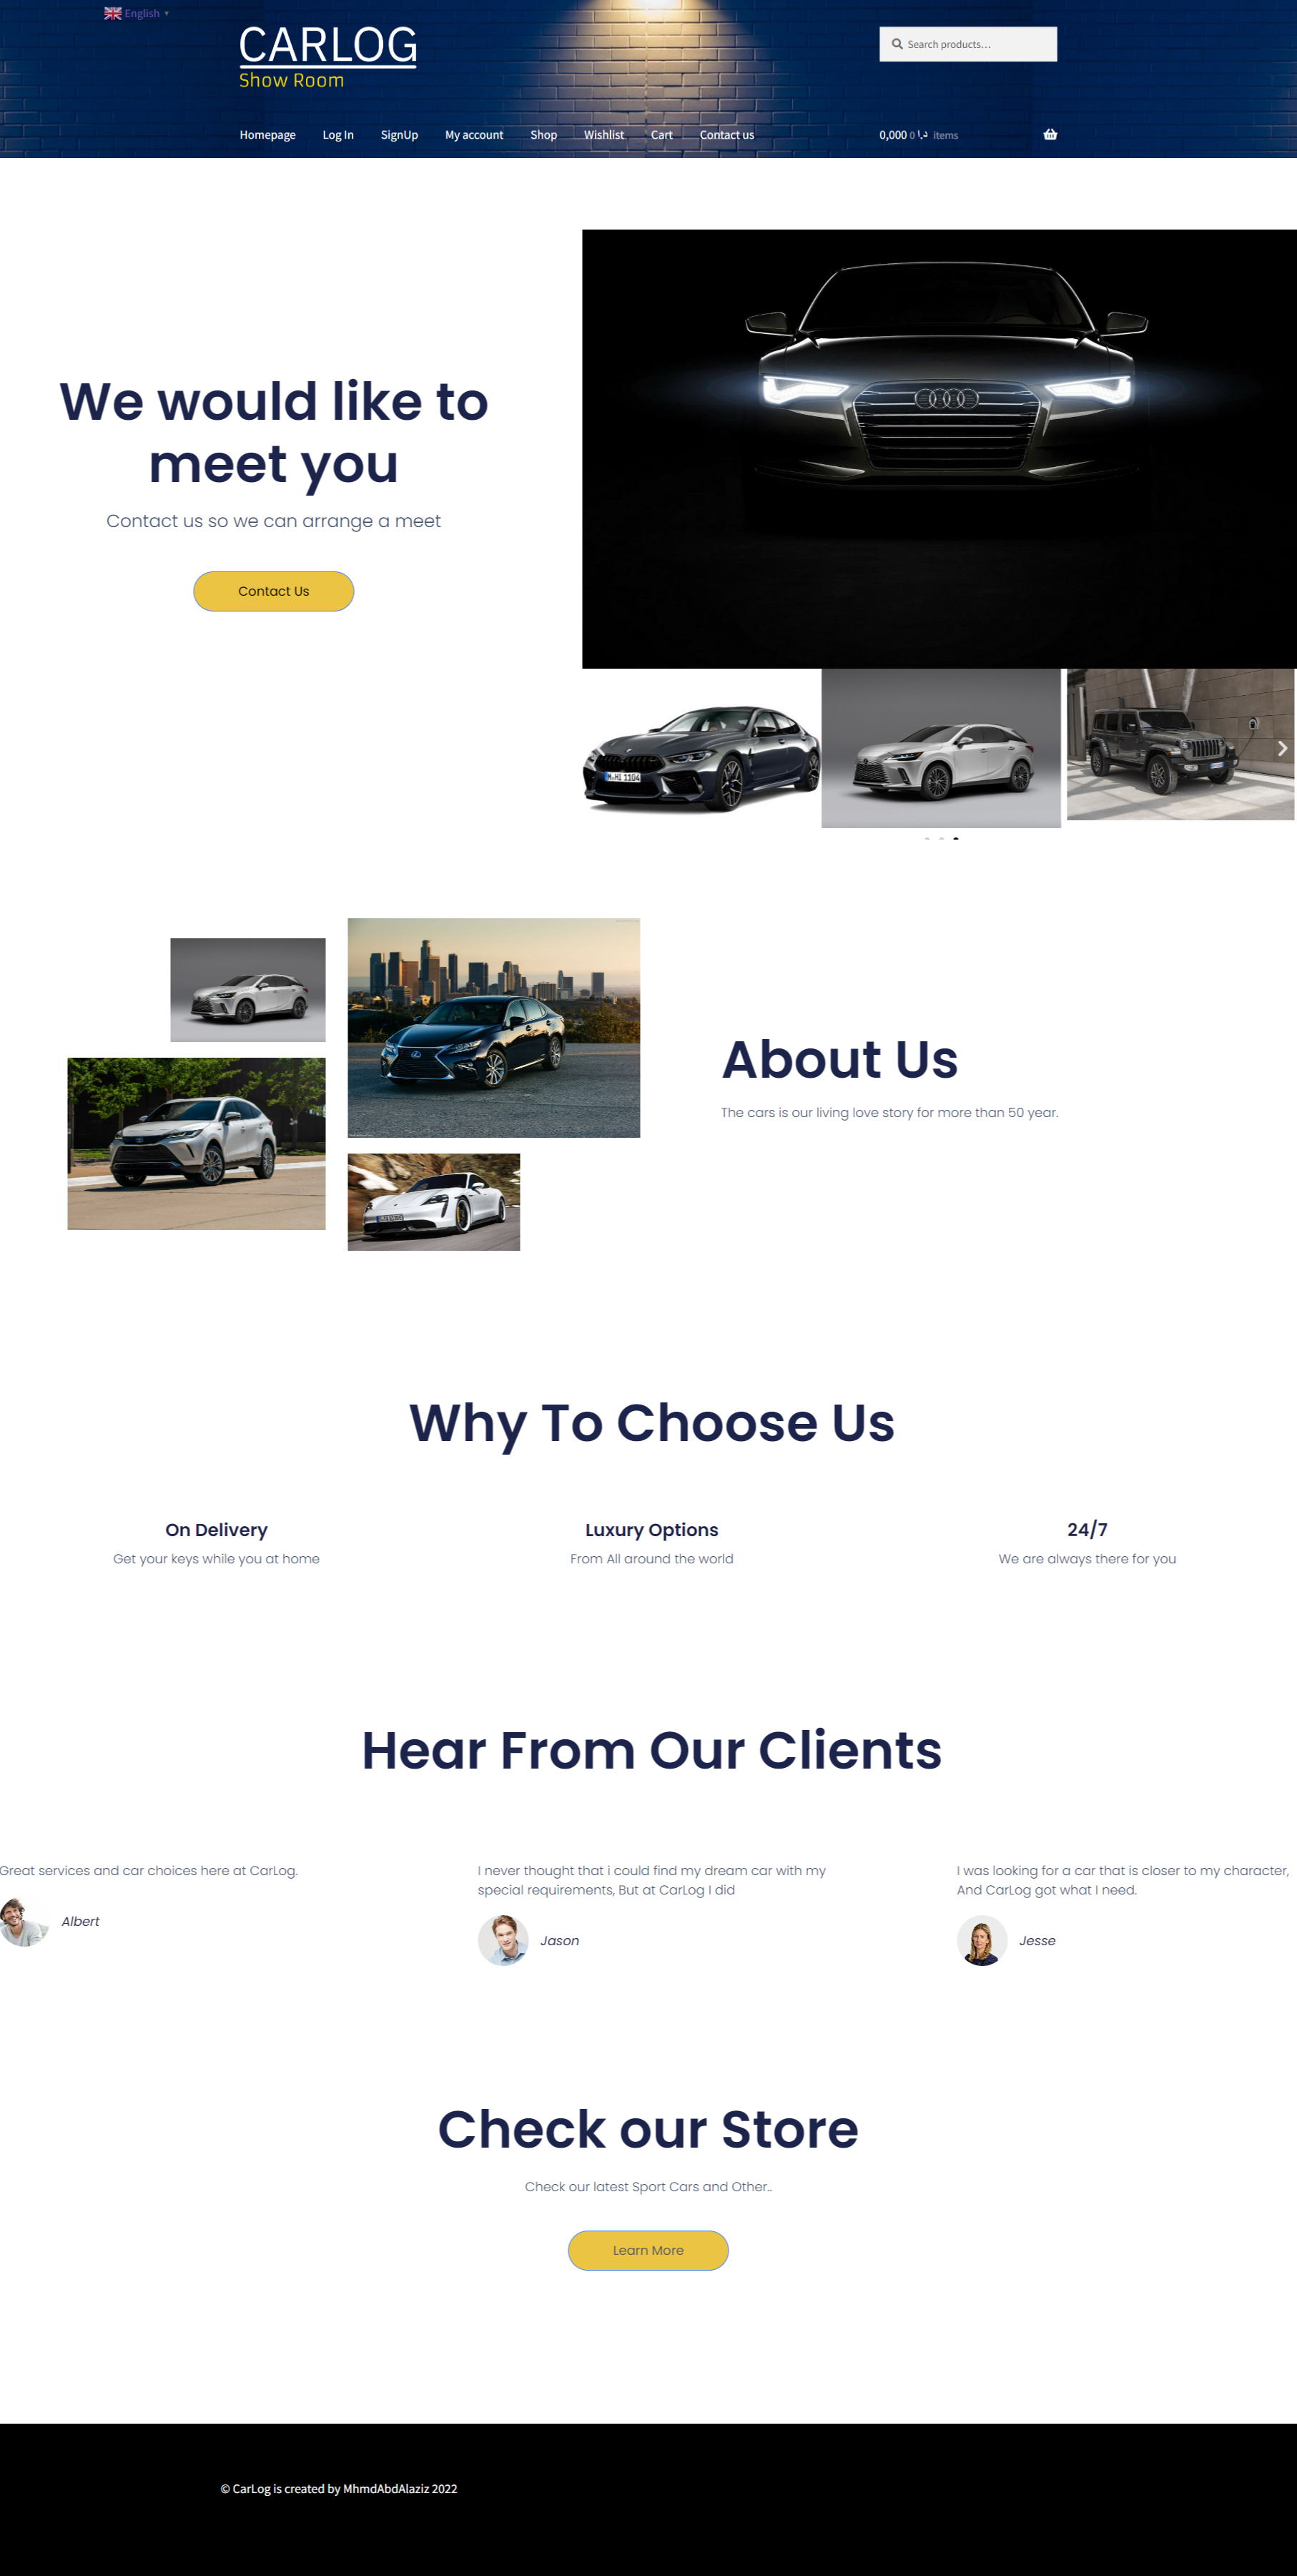 English
CARLOG
Show Room
Search products…
Homepage Log In SignUp My account Shop Wishlist Cart Contact us
0,000 د.ا 0 items
We would like to
meet you
Contact us so we can arrange a meet
Contact Us
M·HI 1104
About Us
The cars is our living love story for more than 50 year.
Why To Choose Us
On Delivery
Get your keys while you at home
Luxury Options
From All around the world
24/7
We are always there for you
Hear From Our Clients
Great services and car choices here at CarLog.
Albert
I never thought that i could find my dream car with my
special requirements, But at CarLog I did
Jason
I was looking for a car that is closer to my character,
And CarLog got what I need.
Jesse
Check our Store
Check our latest Sport Cars and Other..
Learn More
© CarLog is created by MhmdAbdAlaziz 2022